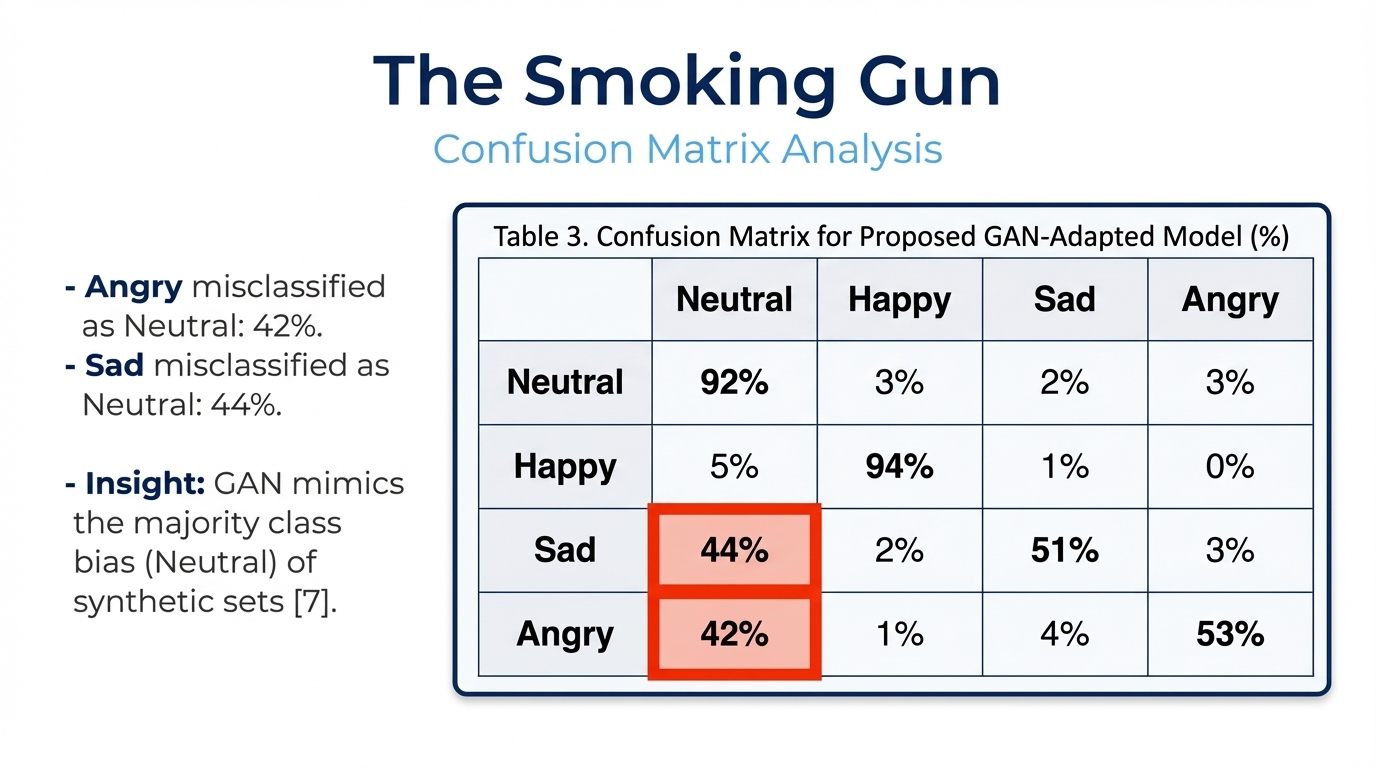 The Smoking Gun
Confusion Matrix Analysis
- Angry misclassified
as Neutral: 42%.
- Sad misclassified as
Neutral: 44%.
- Insight: GAN mimics
the majority class
bias (Neutral) of
synthetic sets [7].
Table 3. Confusion Matrix for Proposed GAN-Adapted Model (%)
Neutral Happy Sad Angry
Neutral 92% 3% 2% 3%
Happy 5% 94% 1% 0%
Sad 44% 2% 51% 3%
Angry 42% 1% 4% 53%